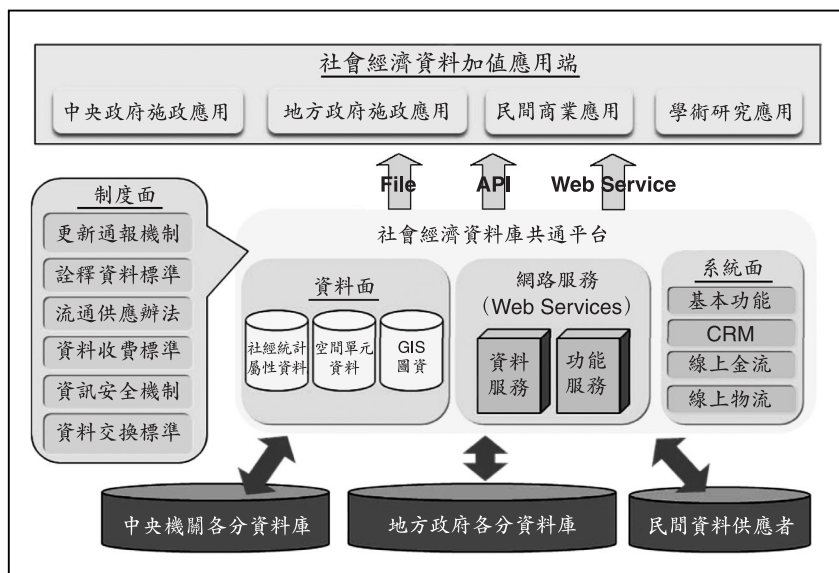 社會經濟資料加值應用端
中央政府施政應用
地方政府施政應用
民間商業應用
學術研究應用
File
API
Web Service
制度面
更新通報機制
詮釋資料標準
流通供應辦法
資料收費標準
資訊安全機制
資料交換標準
社會經濟資料庫共通平台
資料面
社經統計
屬性資料
空間單元
資料
GIS
圖資
網路服務
(Web Services)
資料
服務
功能
服務
系統面
基本功能
CRM
線上金流
線上物流
中央機關各分資料庫
地方政府各分資料庫
民間資料供應者